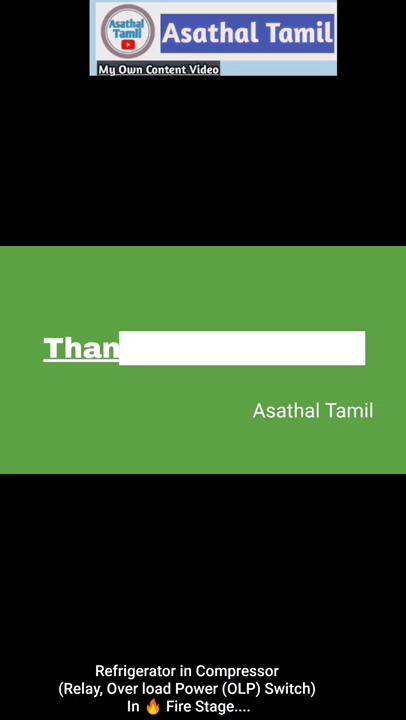 Asathal
Tamil
Asathal Tamil
My Own Content Video
Than
Asathal Tamil
Refrigerator in Compressor
(Relay, Over load Power (OLP) Switch)
In 🔥 Fire Stage....